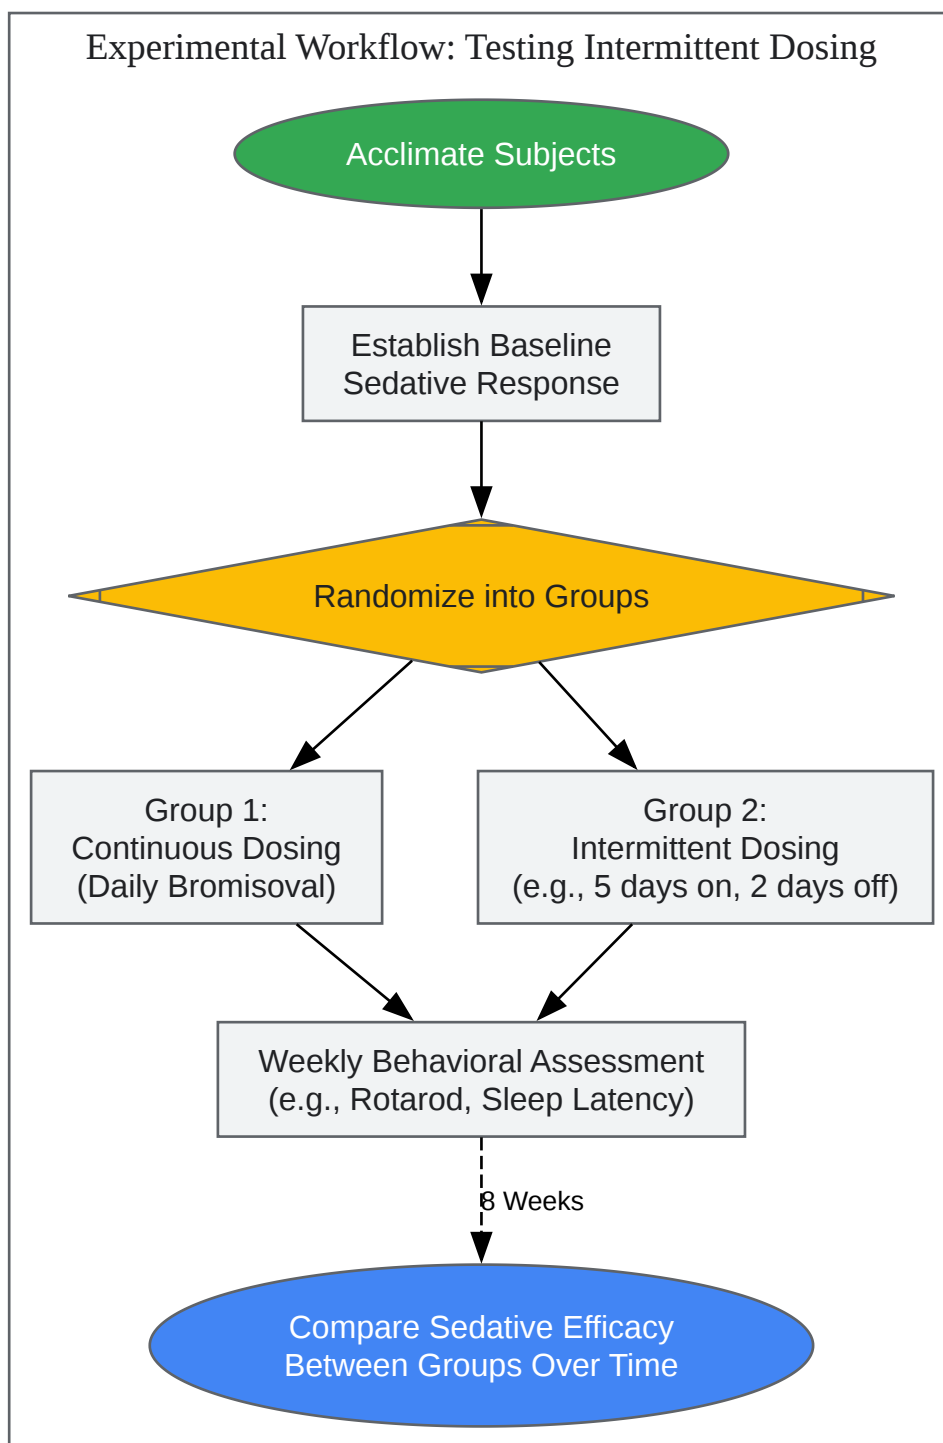 Experimental Workflow: Testing Intermittent Dosing
Acclimate Subjects
Establish Baseline
Sedative Response
Randomize into Groups
Group 1:
Continuous Dosing
(Daily Bromisoval)
Group 2:
Intermittent Dosing
(e.g., 5 days on, 2 days off)
Weekly Behavioral Assessment
(e.g., Rotarod, Sleep Latency)
8 Weeks
Compare Sedative Efficacy
Between Groups Over Time